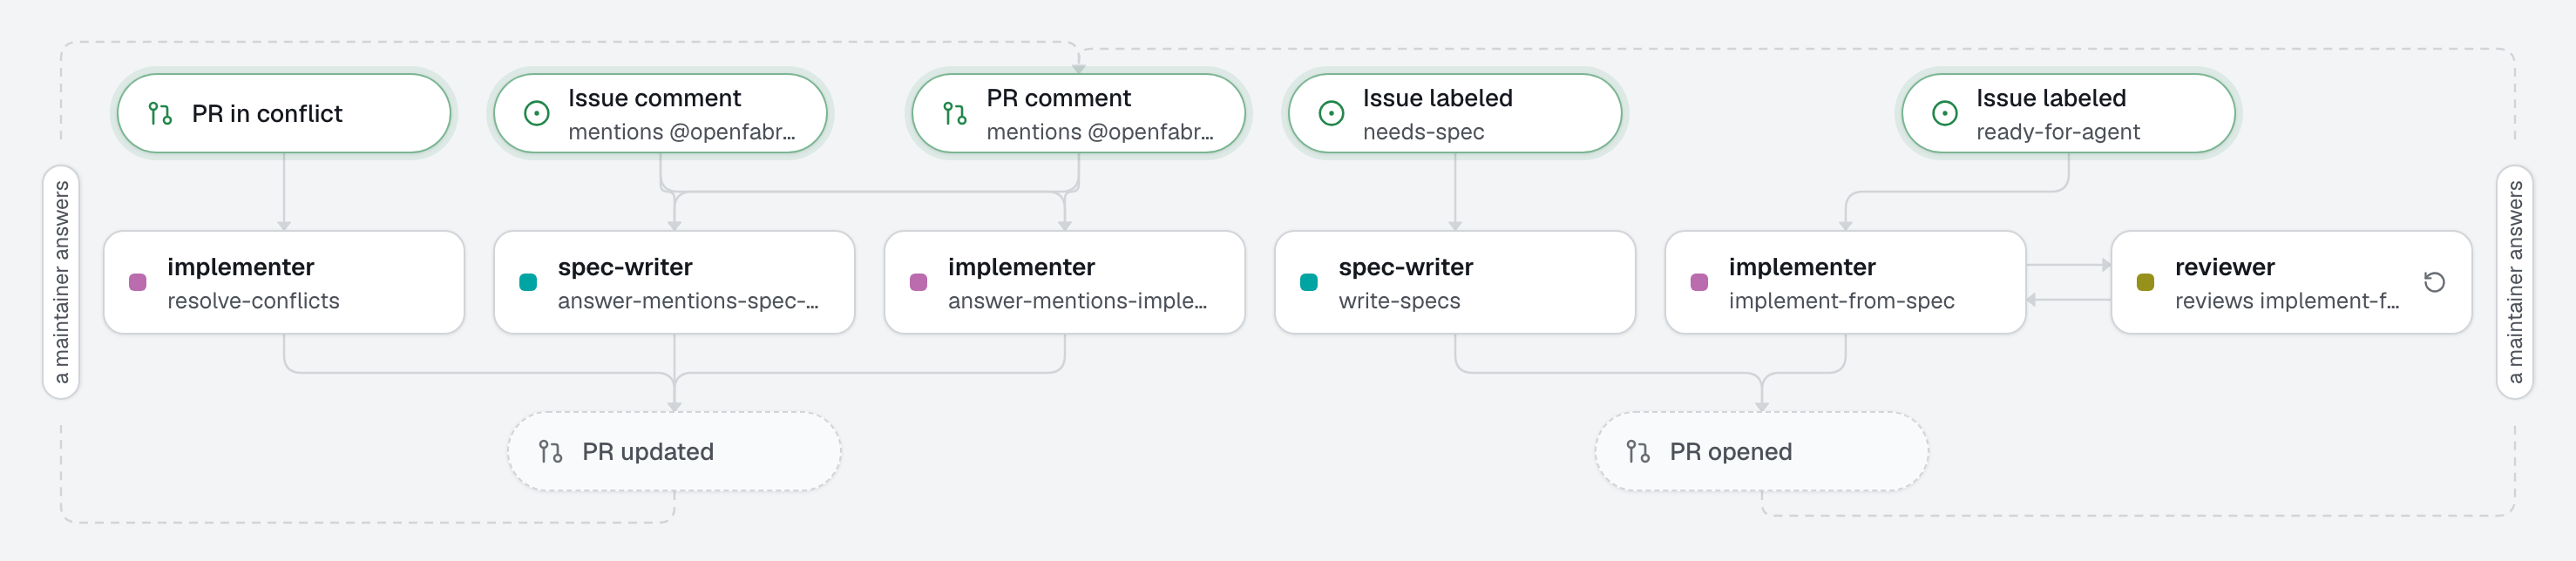 PR in conflict
Issue comment
mentions @openfabr...
PR comment
mentions @openfabr...
Issue labeled
needs-spec
Issue labeled
ready-for-agent
a maintainer answers
implementer
resolve-conflicts
spec-writer
answer-mentions-spec-...
implementer
answer-mentions-imple...
spec-writer
write-specs
implementer
implement-from-spec
reviewer
reviews implement-f...
a maintainer answers
PR updated
PR opened